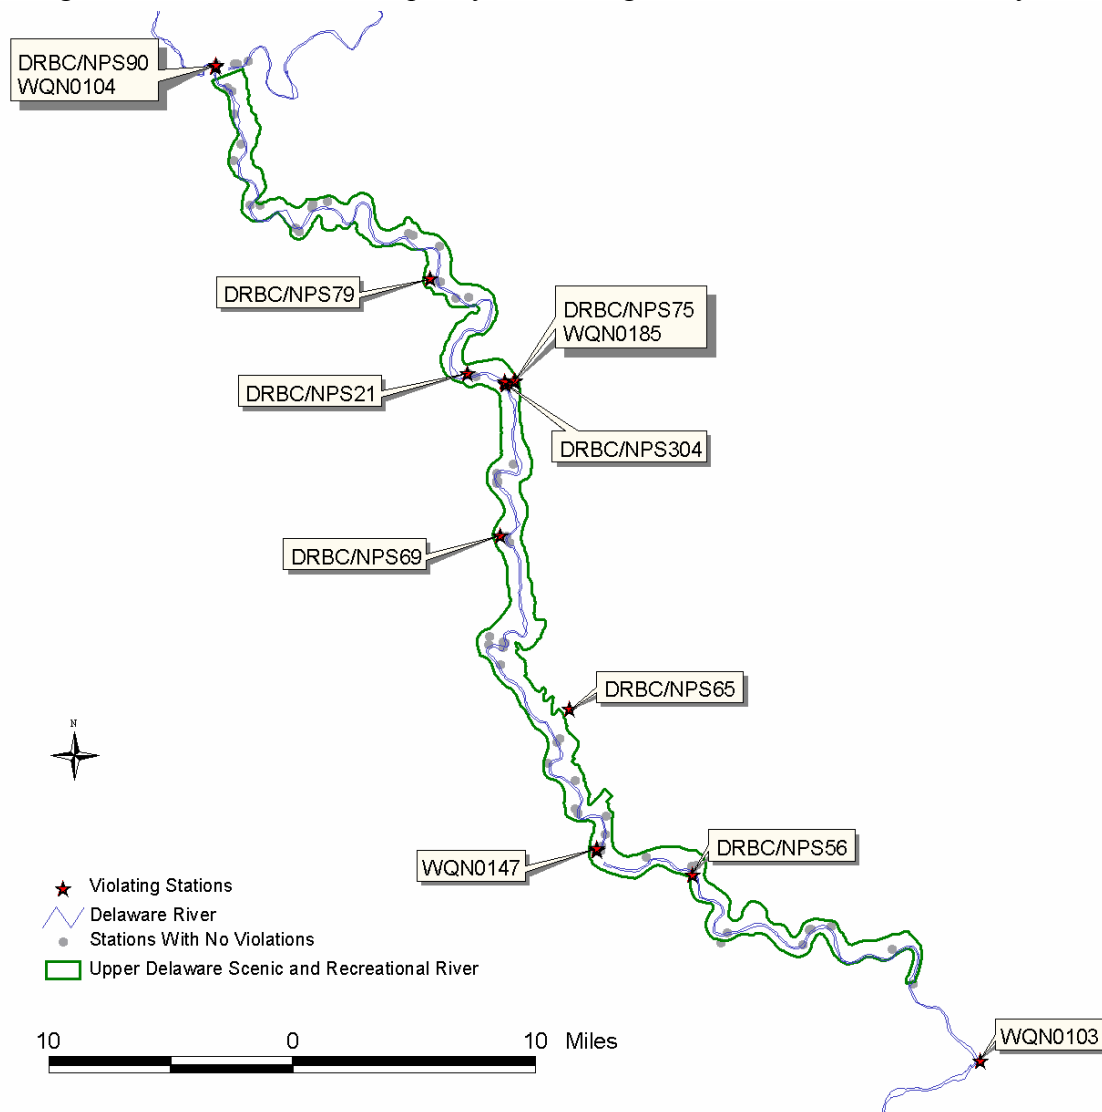 DRBC/NPS90
WQN0104
DRBC/NPS79
DRBC/NPS75
WQN0185
DRBC/NPS21
DRBC/NPS304
DRBC/NPS69
DRBC/NPS65
N
DRBC/NPS56
WQN0147
Violating Stations
Delaware River
Stations With No Violations
Upper Delaware Scenic and Recreational River
WQN0103
10 0 10 Miles